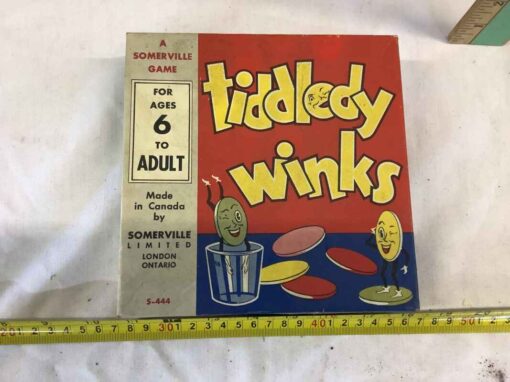 A
SOMERVILLE
GAME
FOR
AGES
6
TO
ADULT
Made
in Canada
by
SOMERVILLE
LIMITED
LONDON
ONTARIO
S-444
tiddledy
winks